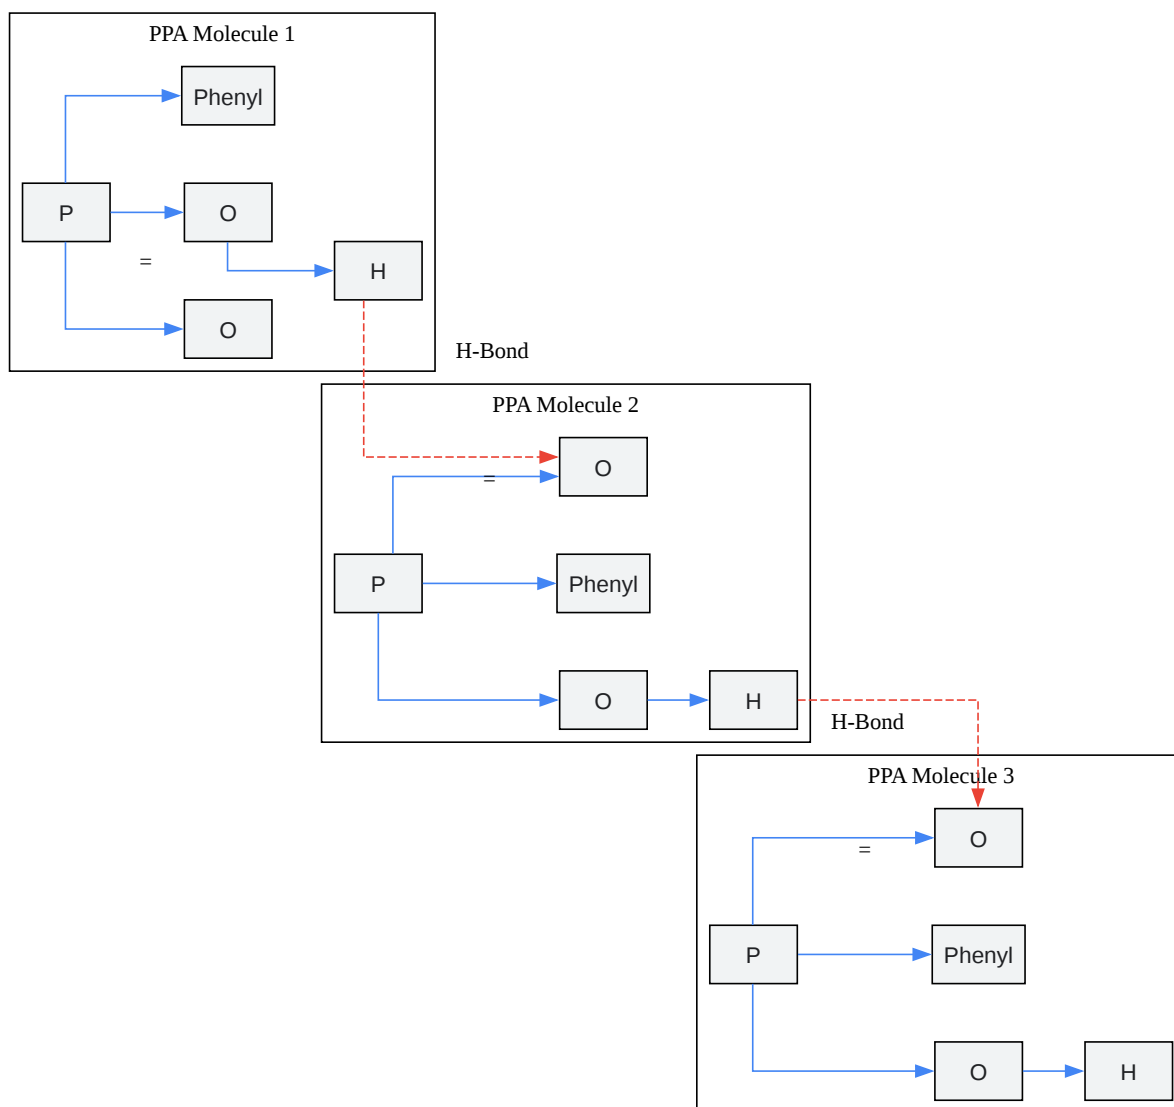 PPA Molecule 1
Phenyl
P
O
=
H
O
H-Bond
PPA Molecule 2
O
=
P
Phenyl
O
H
H-Bond
PPA Molecule 3
O
=
P
Phenyl
O
H